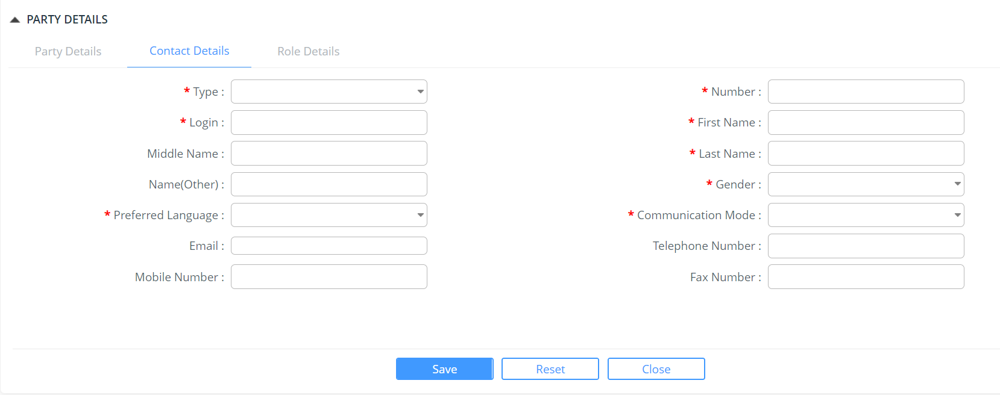 PARTY DETAILS
Party Details Contact Details Role Details
* Type : * Number :
* Login : * First Name :
Middle Name : * Last Name :
Name(Other) : * Gender :
* Preferred Language : * Communication Mode :
Email : Telephone Number :
Mobile Number : Fax Number :
Save Reset Close